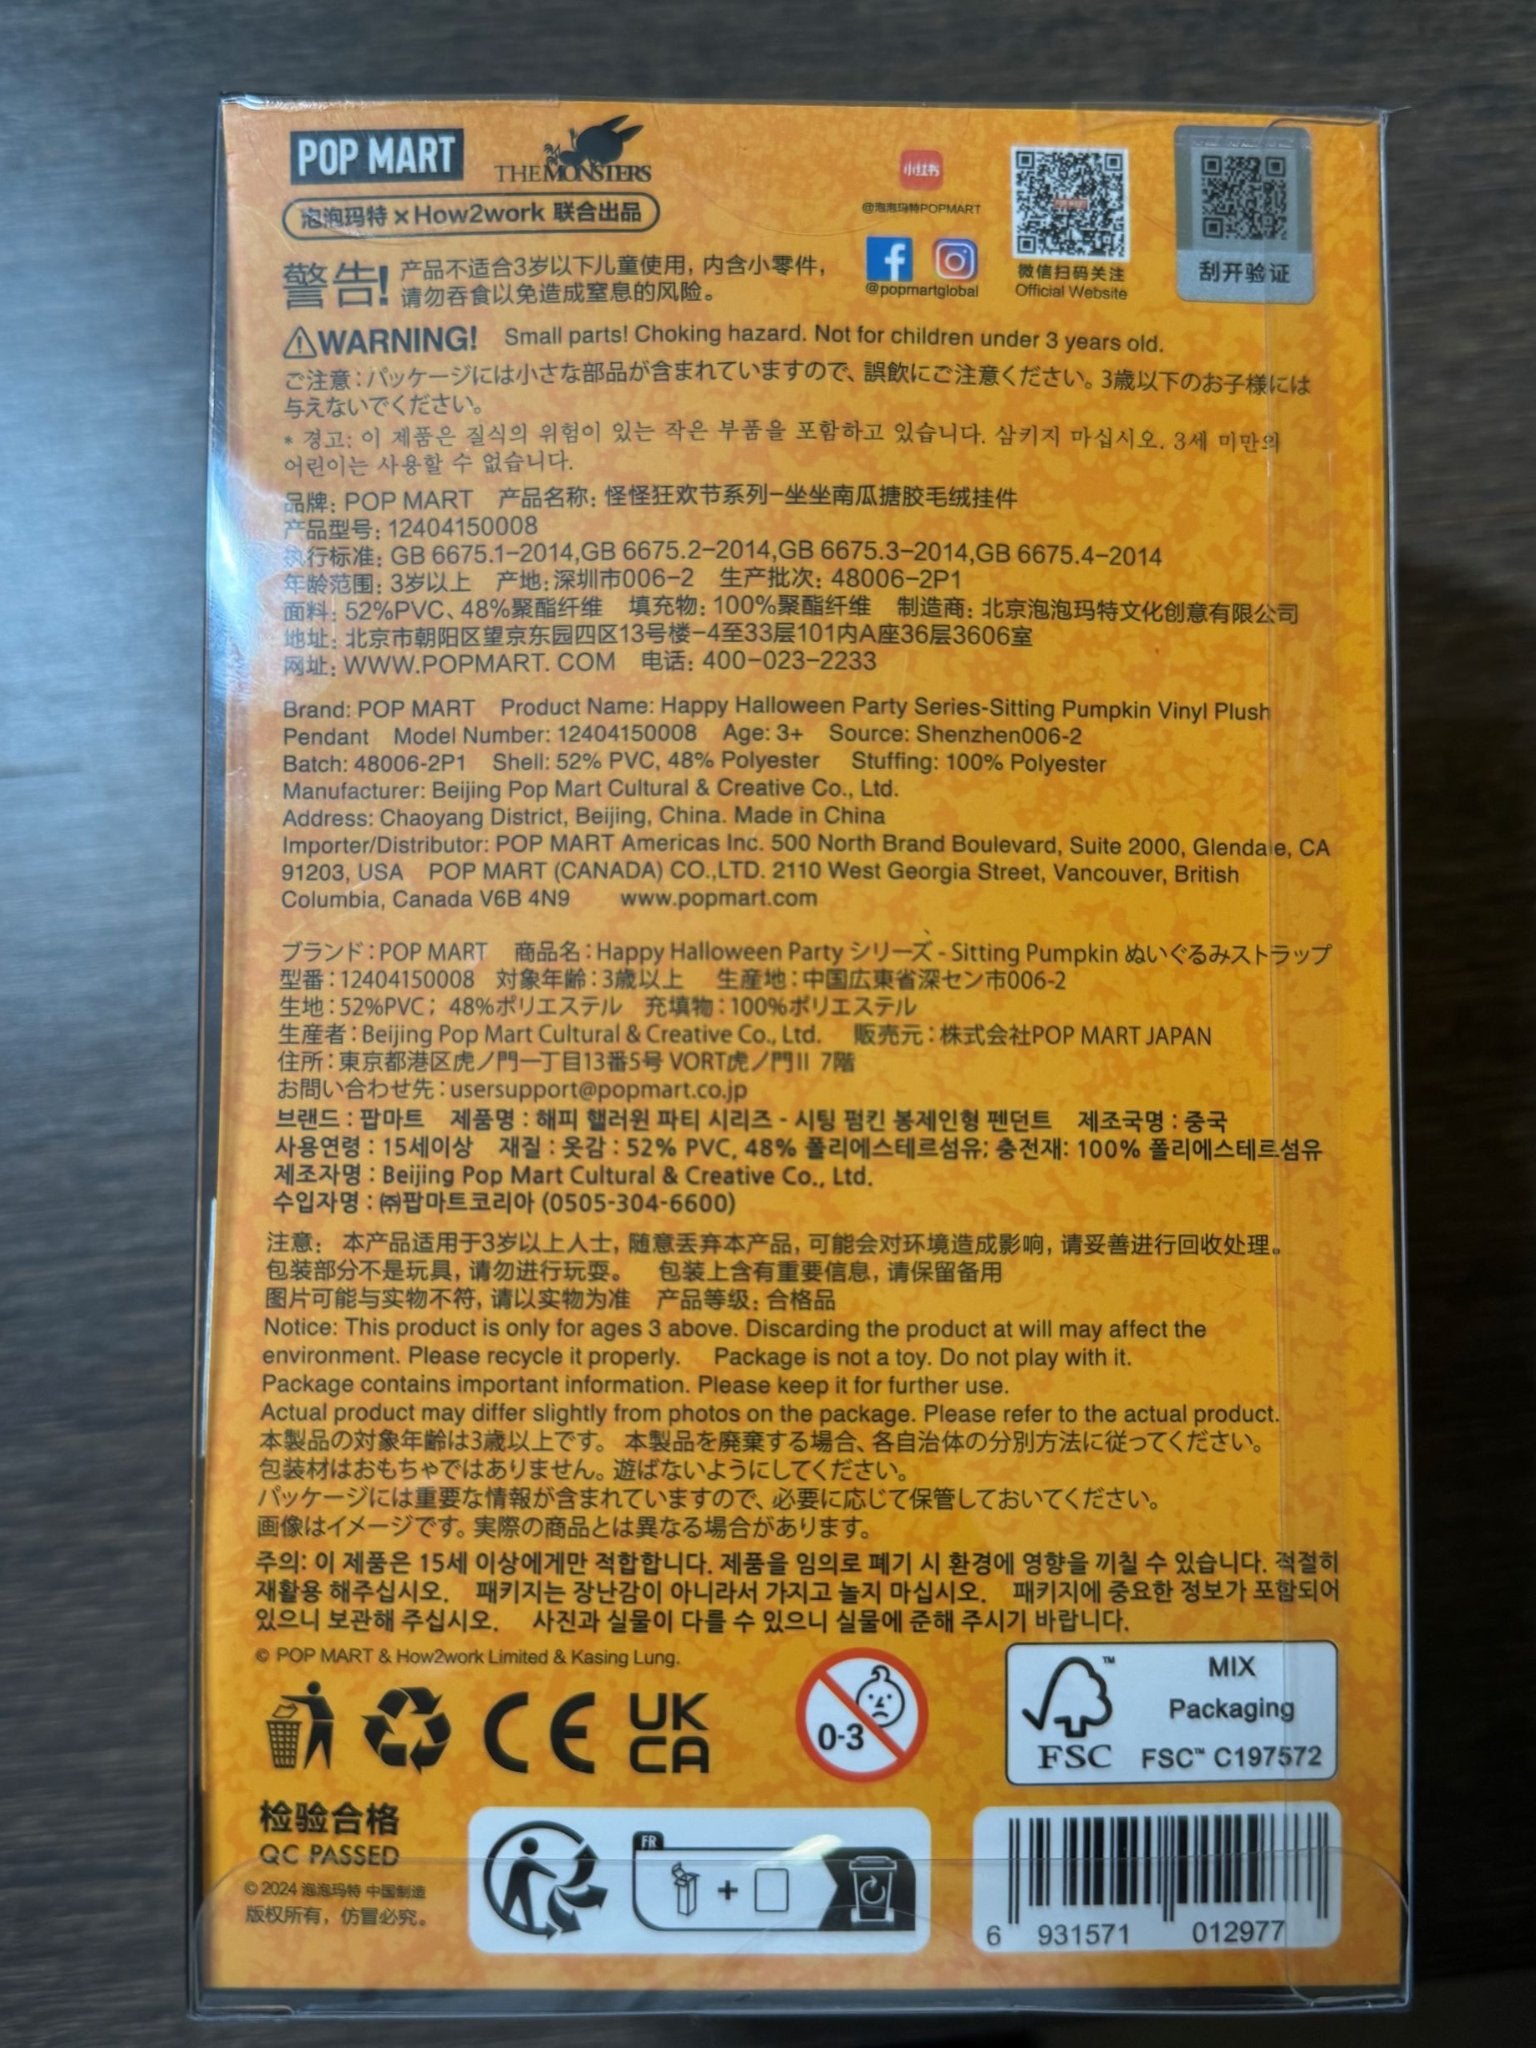 POP MART
THE MONSTERS
泡泡玛特 × How2work 联合出品
小红书
@泡泡玛特POPMART
@popmartglobal
微信扫码关注
Official Website
刮开验证
警告! 产品不适合3岁以下儿童使用，内含小零件，
请勿吞食以免造成窒息的风险。
WARNING! Small parts! Choking hazard. Not for children under 3 years old.
ご注意：パッケージには小さな部品が含まれていますので、誤飲にご注意ください。3歳以下のお子様には
与えないでください。
* 경고: 이 제품은 질식의 위험이 있는 작은 부품을 포함하고 있습니다. 삼키지 마십시오. 3세 미만의
어린이는 사용할 수 없습니다.
品牌：POP MART 产品名称：怪怪狂欢节系列-坐坐南瓜搪胶毛绒挂件
产品型号：12404150008
执行标准：GB 6675.1-2014,GB 6675.2-2014,GB 6675.3-2014,GB 6675.4-2014
年龄范围：3岁以上 产地：深圳市006-2 生产批次：48006-2P1
面料：52%PVC、48%聚酯纤维 填充物：100%聚酯纤维 制造商：北京泡泡玛特文化创意有限公司
地址：北京市朝阳区望京东园四区13号楼-4至33层101内A座36层3606室
网址：WWW.POPMART. COM 电话：400-023-2233
Brand: POP MART Product Name: Happy Halloween Party Series-Sitting Pumpkin Vinyl Plush
Pendant Model Number: 12404150008 Age: 3+ Source: Shenzhen006-2
Batch: 48006-2P1 Shell: 52% PVC, 48% Polyester Stuffing: 100% Polyester
Manufacturer: Beijing Pop Mart Cultural & Creative Co., Ltd.
Address: Chaoyang District, Beijing, China. Made in China
Importer/Distributor: POP MART Americas Inc. 500 North Brand Boulevard, Suite 2000, Glendale, CA
91203, USA POP MART (CANADA) CO.,LTD. 2110 West Georgia Street, Vancouver, British
Columbia, Canada V6B 4N9 www.popmart.com
ブランド：POP MART 商品名：Happy Halloween Party シリーズ - Sitting Pumpkin ぬいぐるみストラップ
型番：12404150008 対象年齢：3歳以上 生産地：中国広東省深セン市006-2
生地：52%PVC； 48%ポリエステル 充填物：100%ポリエステル
生産者：Beijing Pop Mart Cultural & Creative Co., Ltd. 販売元：株式会社POP MART JAPAN
住所：東京都港区虎ノ門一丁目13番5号 VORT虎ノ門II 7階
お問い合わせ先：usersupport@popmart.co.jp
브랜드 : 팝마트 제품명 : 해피 핼러윈 파티 시리즈 - 시팅 펌킨 봉제인형 펜던트 제조국명 : 중국
사용연령 : 15세이상 재질 : 옷감 : 52% PVC, 48% 폴리에스테르섬유; 충전재: 100% 폴리에스테르섬유
제조자명 : Beijing Pop Mart Cultural & Creative Co., Ltd.
수입자명 : ㈜팝마트코리아 (0505-304-6600)
注意： 本产品适用于3岁以上人士，随意丢弃本产品，可能会对环境造成影响，请妥善进行回收处理。
包装部分不是玩具，请勿进行玩耍。 包装上含有重要信息，请保留备用
图片可能与实物不符，请以实物为准 产品等级：合格品
Notice: This product is only for ages 3 above. Discarding the product at will may affect the
environment. Please recycle it properly. Package is not a toy. Do not play with it.
Package contains important information. Please keep it for further use.
Actual product may differ slightly from photos on the package. Please refer to the actual product.
本製品の対象年齢は3歳以上です。 本製品を廃棄する場合、各自治体の分別方法に従ってください。
包装材はおもちゃではありません。遊ばないようにしてください。
パッケージには重要な情報が含まれていますので、必要に応じて保管しておいてください。
画像はイメージです。実際の商品とは異なる場合があります。
주의: 이 제품은 15세 이상에게만 적합합니다. 제품을 임의로 폐기 시 환경에 영향을 끼칠 수 있습니다. 적절히
재활용 해주십시오. 패키지는 장난감이 아니라서 가지고 놀지 마십시오. 패키지에 중요한 정보가 포함되어
있으니 보관해 주십시오. 사진과 실물이 다를 수 있으니 실물에 준해 주시기 바랍니다.
© POP MART & How2work Limited & Kasing Lung.
CE
UK
CA
0-3
FSC™
MIX
Packaging
FSC™ C197572
检验合格
QC PASSED
© 2024 泡泡玛特 中国制造
版权所有，仿冒必究。
FR
+
6 931571 012977